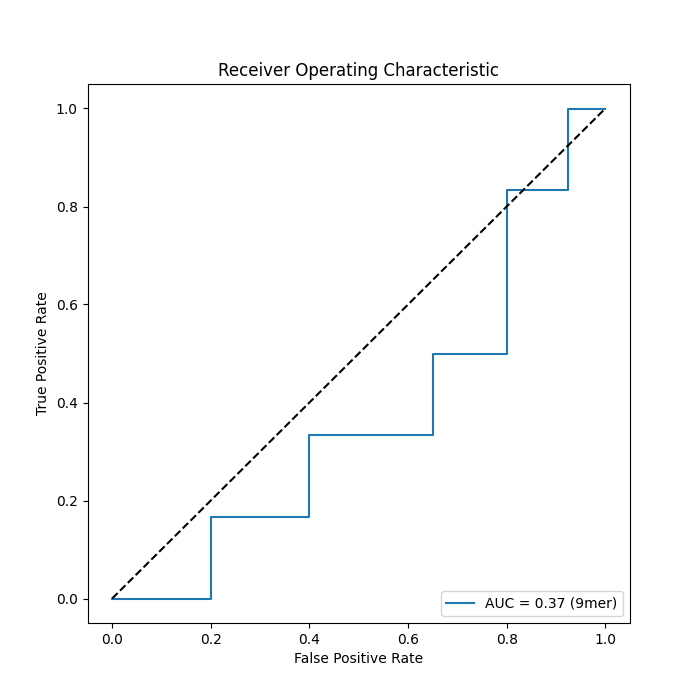 Receiver Operating Characteristic
1.0
0.8
0.6
0.4
0.2
0.0
True Positive Rate
AUC = 0.37 (9mer)
0.0 0.2 0.4 0.6 0.8 1.0
False Positive Rate